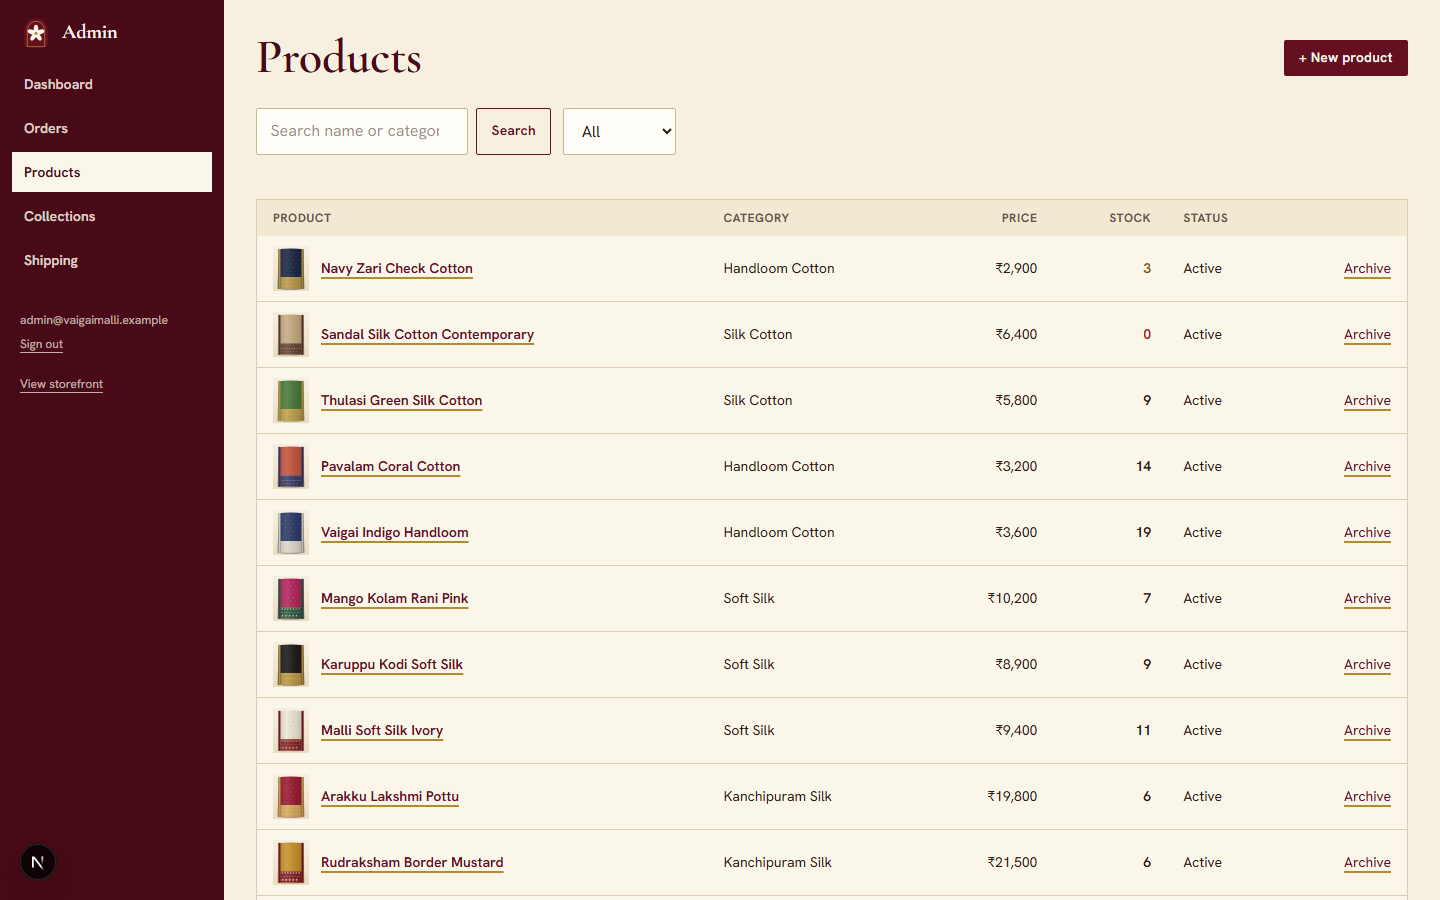 Admin
Dashboard
Orders
Products
Collections
Shipping
admin@vaigaimalli.example
Sign out
View storefront
N
Products
+ New product
Search name or categor
Search
All
PRODUCT CATEGORY PRICE STOCK STATUS
Navy Zari Check Cotton Handloom Cotton ₹2,900 3 Active Archive
Sandal Silk Cotton Contemporary Silk Cotton ₹6,400 0 Active Archive
Thulasi Green Silk Cotton Silk Cotton ₹5,800 9 Active Archive
Pavalam Coral Cotton Handloom Cotton ₹3,200 14 Active Archive
Vaigai Indigo Handloom Handloom Cotton ₹3,600 19 Active Archive
Mango Kolam Rani Pink Soft Silk ₹10,200 7 Active Archive
Karuppu Kodi Soft Silk Soft Silk ₹8,900 9 Active Archive
Malli Soft Silk Ivory Soft Silk ₹9,400 11 Active Archive
Arakku Lakshmi Pottu Kanchipuram Silk ₹19,800 6 Active Archive
Rudraksham Border Mustard Kanchipuram Silk ₹21,500 6 Active Archive